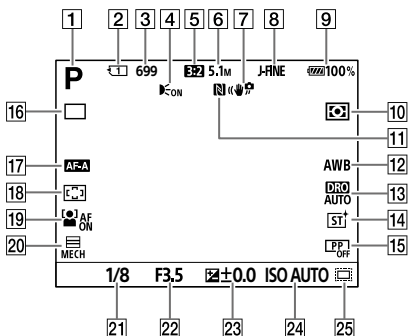 1 2 3 4 5 6 7 8 9
P 1 699 3:2 5.1M J-FINE 100%
ON N
16 10
11
17 AF-A AWB 12
18 DRO AUTO 13
19 AF ON ST+ 14
20 MECH PP OFF 15
1/8 F3.5 ±0.0 ISO AUTO
21 22 23 24 25